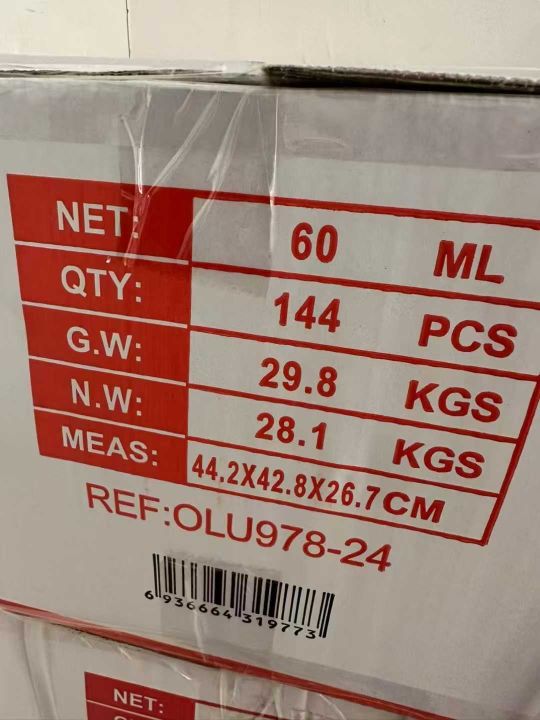 NET: 60 ML
QTY: 144 PCS
G.W: 29.8 KGS
N.W: 28.1 KGS
MEAS: 44.2X42.8X26.7CM
REF:OLU978-24
6 936664 319773
NET: